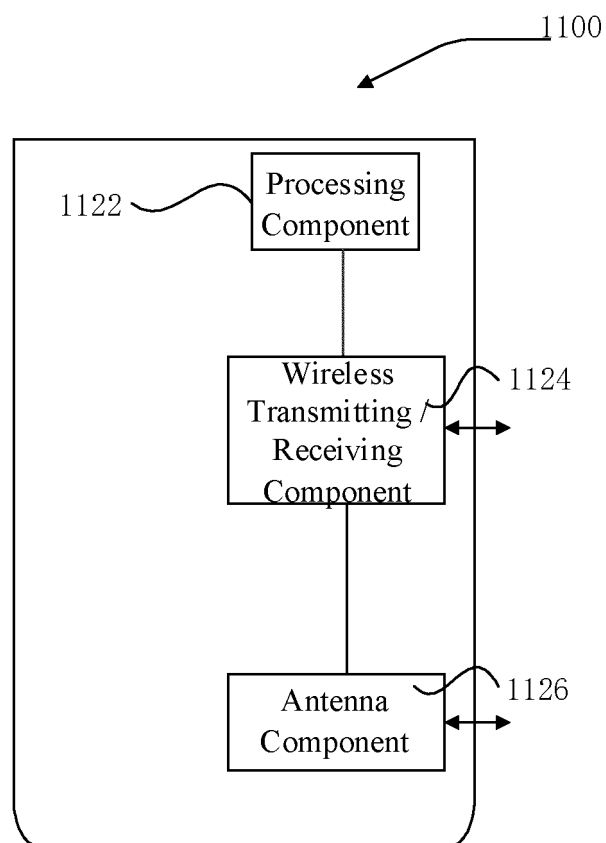 1100
Processing
Component
1122
Wireless
Transmitting /
Receiving
Component
1124
Antenna
Component
1126